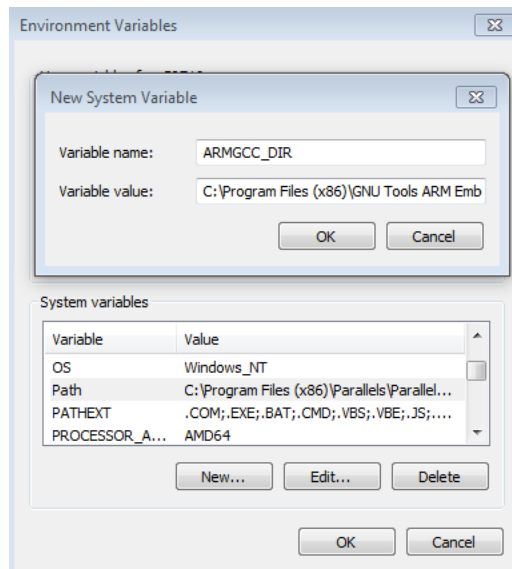 Environment Variables
New System Variable
Variable name:
ARMGCC_DIR
Variable value:
C:\Program Files (x86)\GNU Tools ARM Emb
OK Cancel
System variables
Variable Value
OS Windows_NT
Path C:\Program Files (x86)\Parallels\Parallel...
PATHEXT .COM;.EXE;.BAT;.CMD;.VBS;.VBE;.JS;....
PROCESSOR_A... AMD64
New... Edit... Delete
OK Cancel